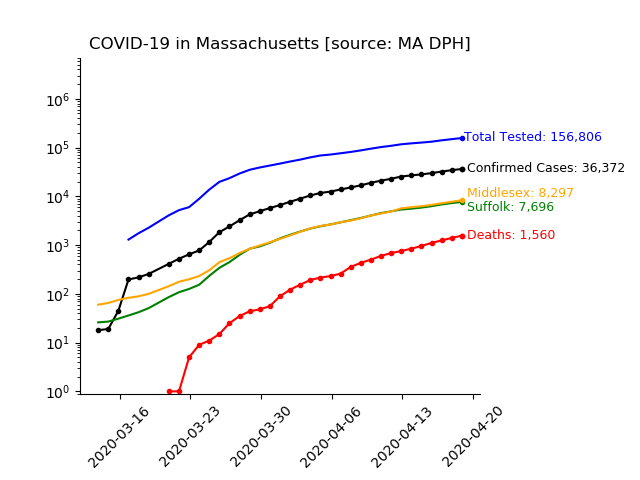 COVID-19 in Massachusetts [source: MA DPH]
10^6
10^5
10^4
10^3
10^2
10^1
10^0
Total Tested: 156,806
Confirmed Cases: 36,372
Middlesex: 8,297
Suffolk: 7,696
Deaths: 1,560
2020-03-16
2020-03-23
2020-03-30
2020-04-06
2020-04-13
2020-04-20